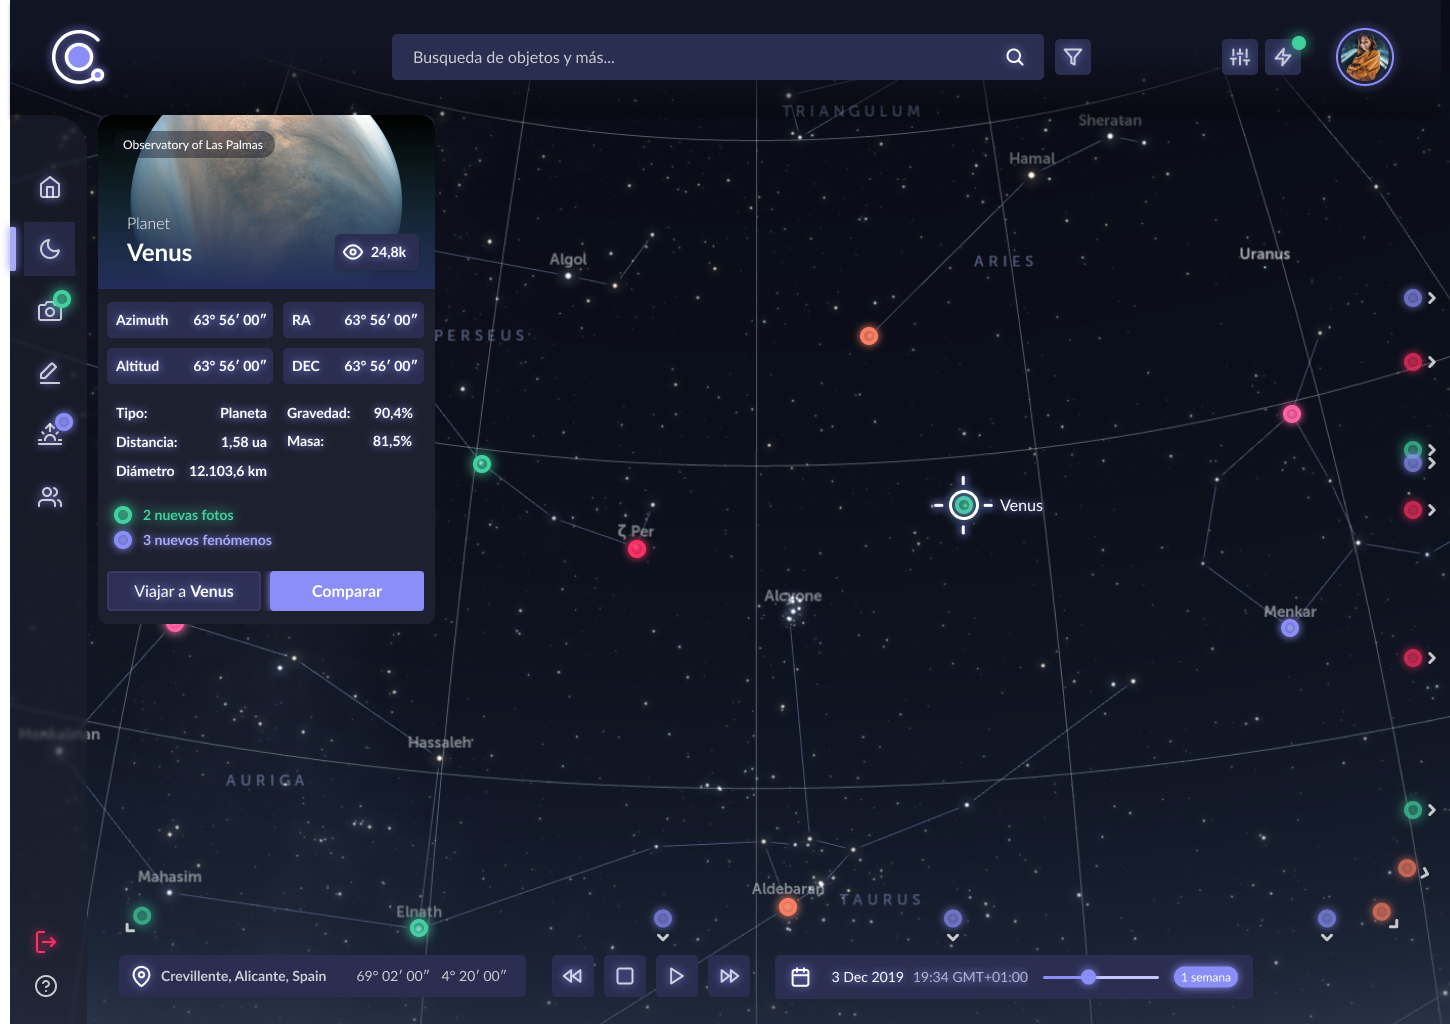 Busqueda de objetos y más...
TRIANGULUM
Sheratan
Hamal
Observatory of Las Palmas
Planet
Venus
24,8k
Algol
ARIES
Uranus
Azimuth 63° 56′ 00″ RA 63° 56′ 00″
PERSEUS
Altitud 63° 56′ 00″ DEC 63° 56′ 00″
Tipo: Planeta Gravedad: 90,4%
Distancia: 1,58 ua Masa: 81,5%
Diámetro 12.103,6 km
2 nuevas fotos
3 nuevos fenómenos
Viajar a Venus Comparar
Venus
ζ Per
Alcyone
Menkar
Hassaleh
AURIGA
Mahasim
Aldebaran
TAURUS
Elnath
Crevillente, Alicante, Spain 69° 02′ 00″ 4° 20′ 00″
3 Dec 2019 19:34 GMT+01:00 1 semana